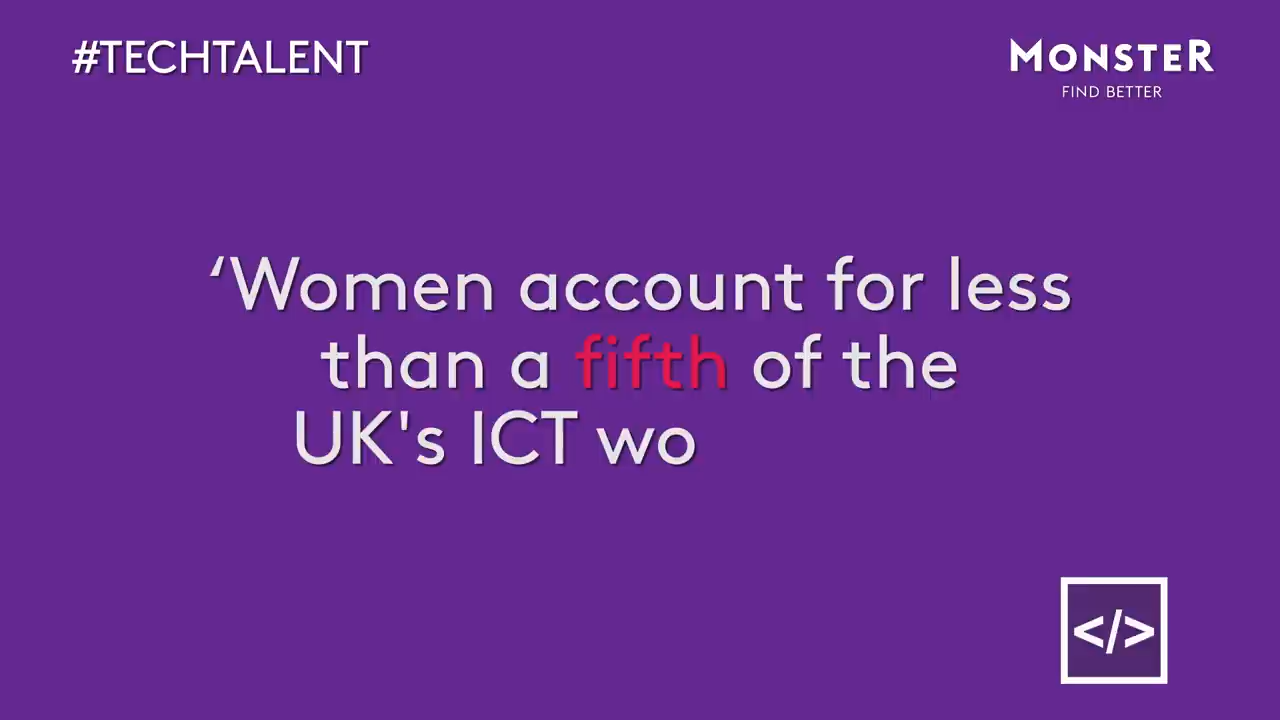 #TECHTALENT
MONSTER
FIND BETTER
‘Women account for less
than a fifth of the
UK's ICT wo
</>